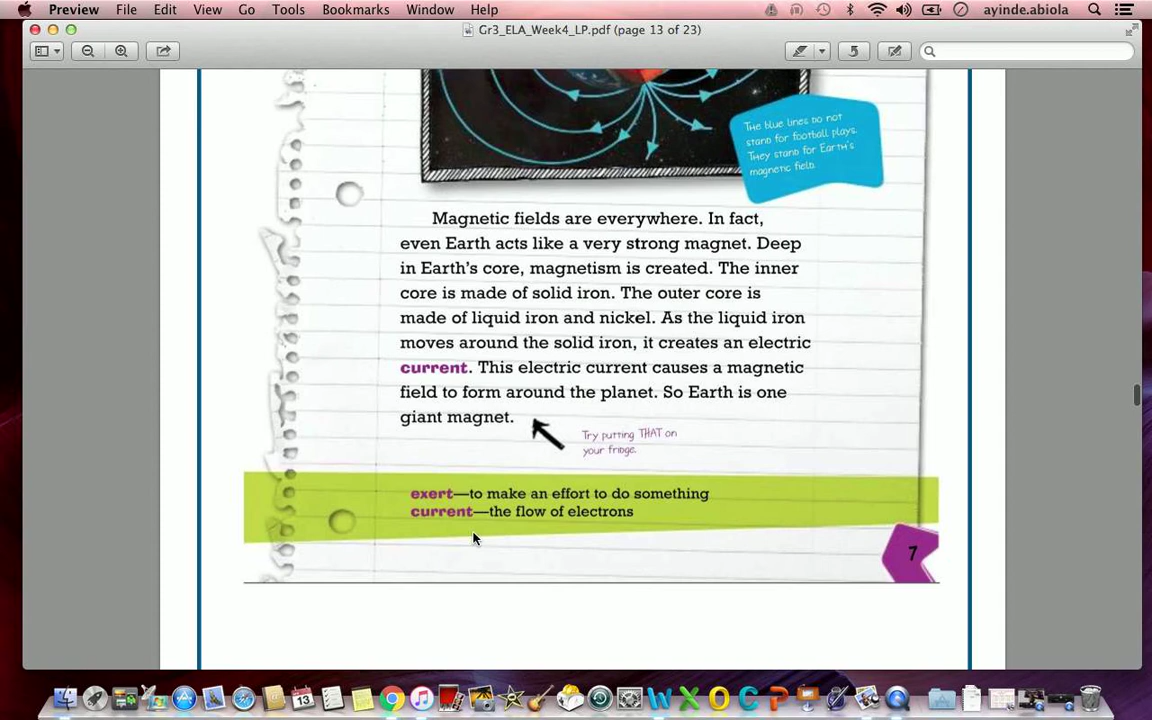 Preview File Edit View Go Tools Bookmarks Window Help ayinde.abiola
Gr3_ELA_Week4_LP.pdf (page 13 of 23)
The blue lines do not
stand for football plays.
They stand for Earth's
magnetic field.
Magnetic fields are everywhere. In fact,
even Earth acts like a very strong magnet. Deep
in Earth's core, magnetism is created. The inner
core is made of solid iron. The outer core is
made of liquid iron and nickel. As the liquid iron
moves around the solid iron, it creates an electric
current. This electric current causes a magnetic
field to form around the planet. So Earth is one
giant magnet.
Try putting THAT on
your fridge.
exert—to make an effort to do something
current—the flow of electrons
7